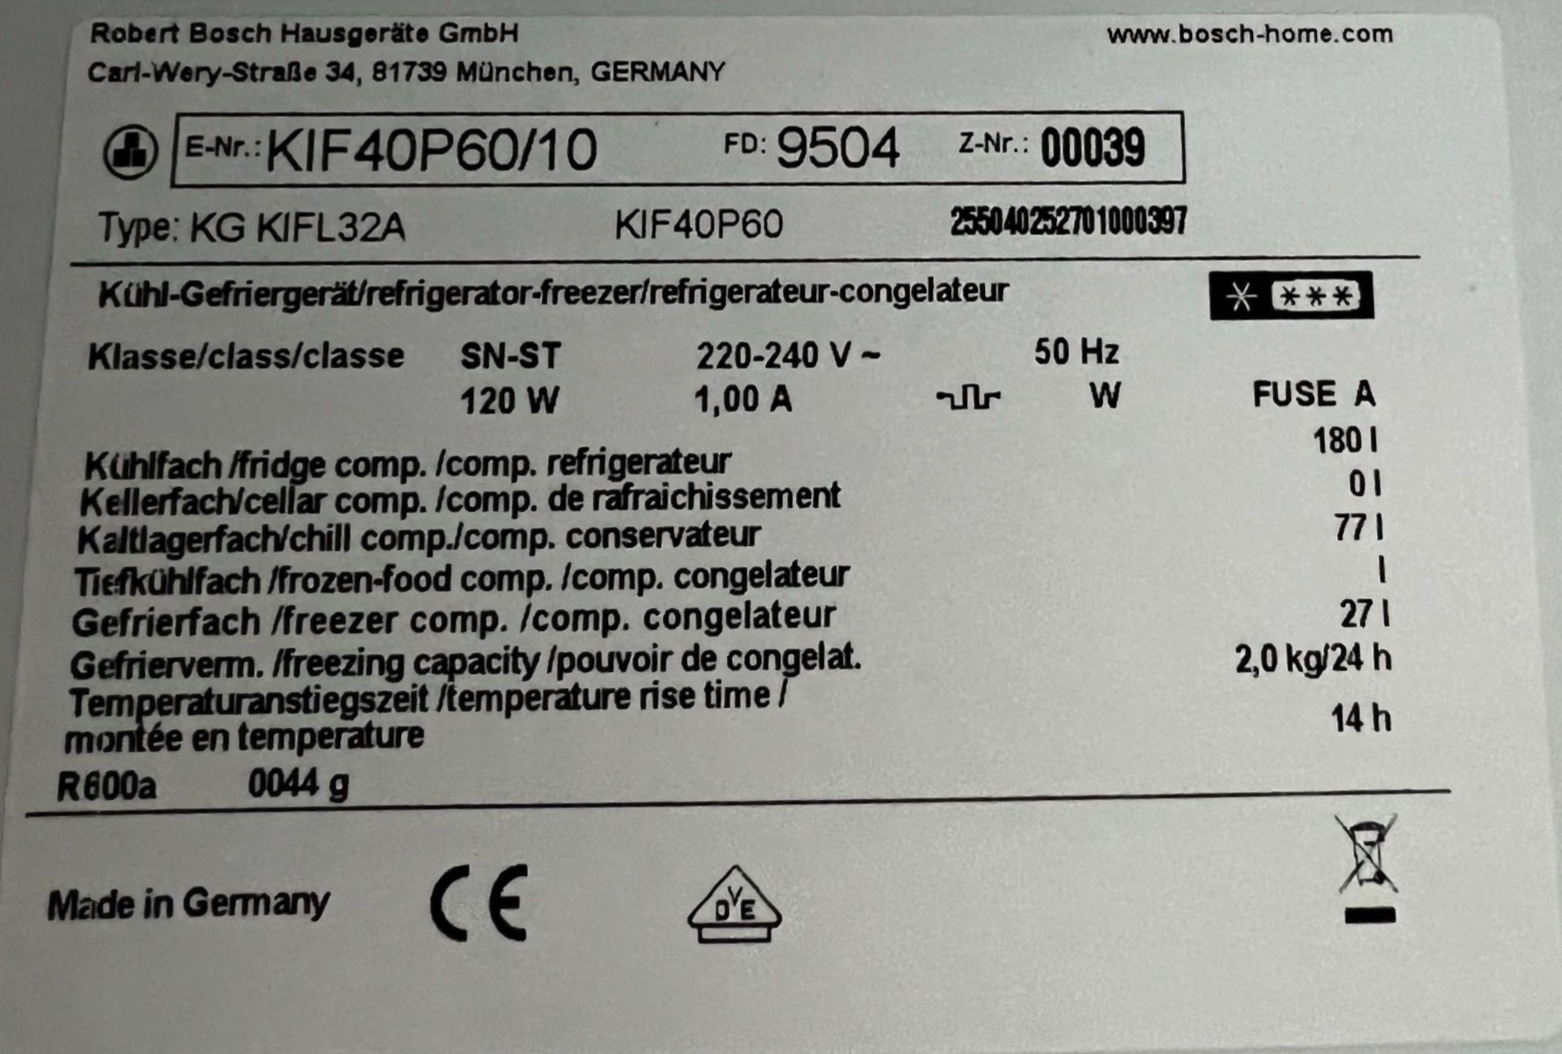 Robert Bosch Hausgeräte GmbH www.bosch-home.com
Carl-Wery-Straße 34, 81739 München, GERMANY
E-Nr.: KIF40P60/10 FD: 9504 Z-Nr.: 00039
Type: KG KIFL32A KIF40P60 255040252701000397
Kühl-Gefriergerät/refrigerator-freezer/refrigerateur-congelateur * ***
Klasse/class/classe SN-ST 220-240 V ~ 50 Hz
120 W 1,00 A W FUSE A
Kühlfach /fridge comp. /comp. refrigerateur 180 l
Kellerfach/cellar comp. /comp. de rafraichissement 0 l
Kaltlagerfach/chill comp./comp. conservateur 77 l
Tiefkühlfach /frozen-food comp. /comp. congelateur l
Gefrierfach /freezer comp. /comp. congelateur 27 l
Gefrierverm. /freezing capacity /pouvoir de congelat. 2,0 kg/24 h
Temperaturanstiegszeit /temperature rise time /
montée en temperature 14 h
R600a 0044 g
Made in Germany CE DVE